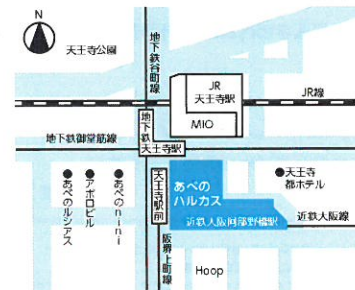 N
天王寺公園
地下鉄谷町線
JR
天王寺駅
MIO
JR線
地下鉄御堂筋線
地下鉄
天王寺駅
あべのルシアス
アポロビル
あべのnini
天王寺駅前
阪堺上町線
あべの
ハルカス
天王寺
都ホテル
近鉄大阪阿部野橋駅
近鉄大阪線
Hoop